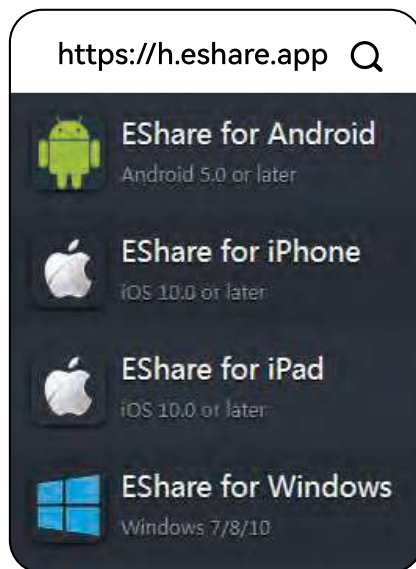 https://h.eshare.app
EShare for Android
Android 5.0 or later
EShare for iPhone
iOS 10.0 or later
EShare for iPad
iOS 10.0 or later
EShare for Windows
Windows 7/8/10